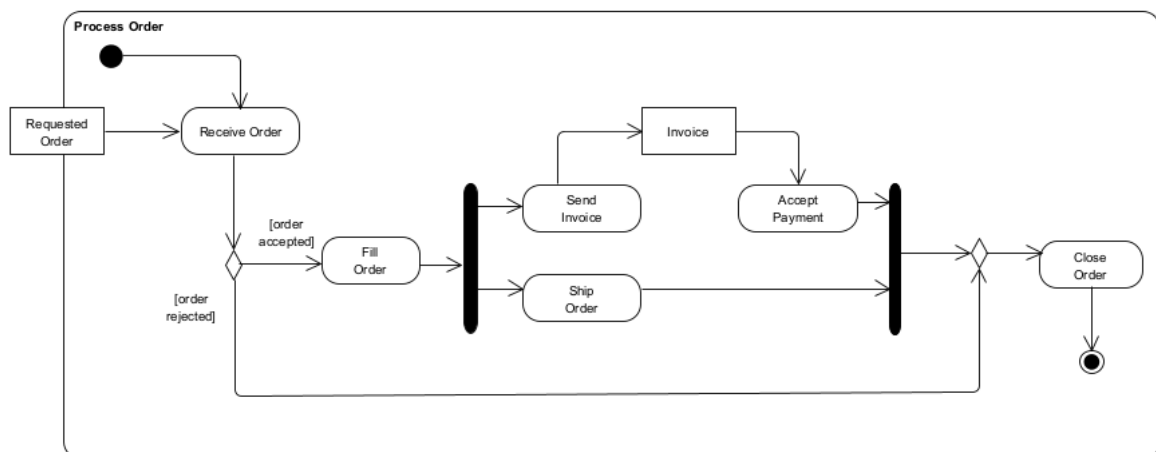 Process Order
Requested
Order
Receive Order
Invoice
Send
Invoice
Accept
Payment
[order
accepted]
Fill
Order
Close
Order
Ship
Order
[order
rejected]